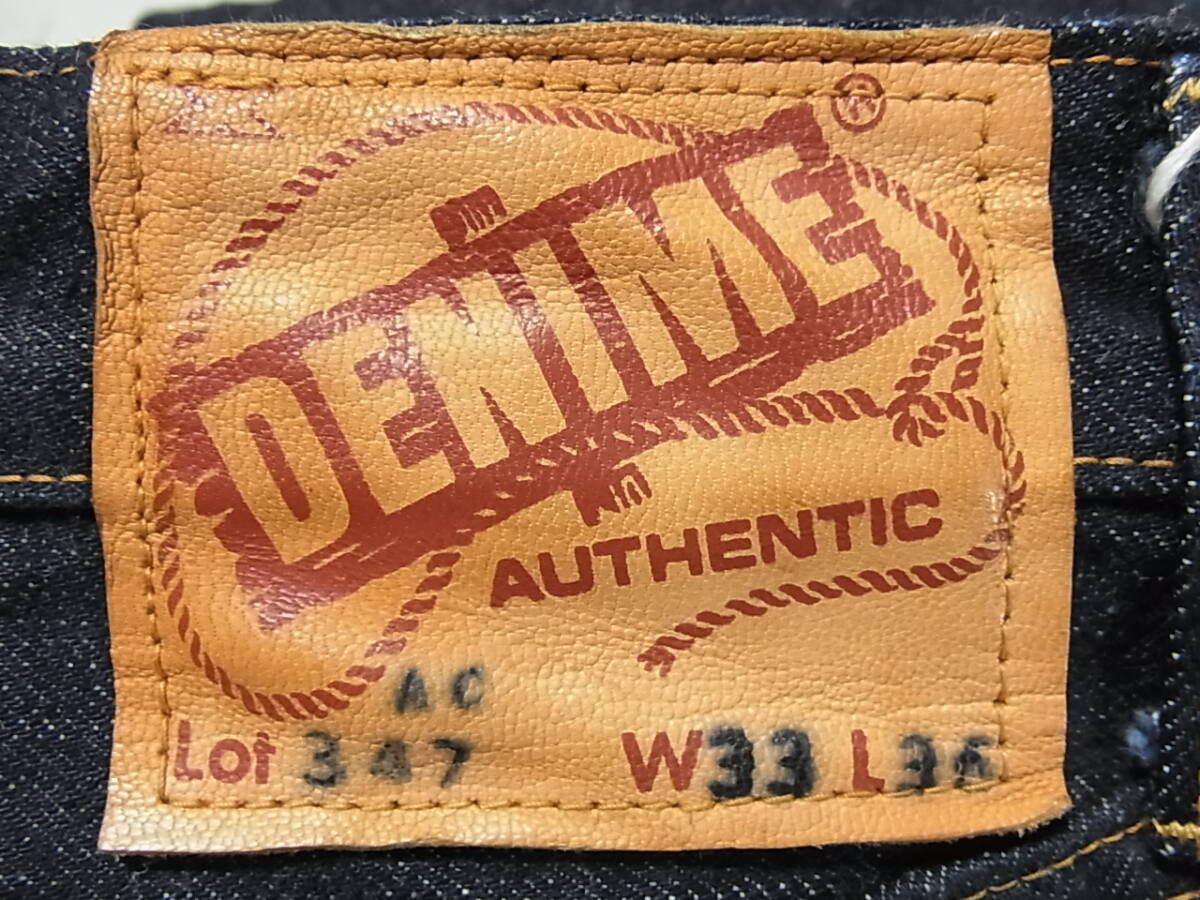 DENIME®
AUTHENTIC
AC
Lot 347 W33 L36